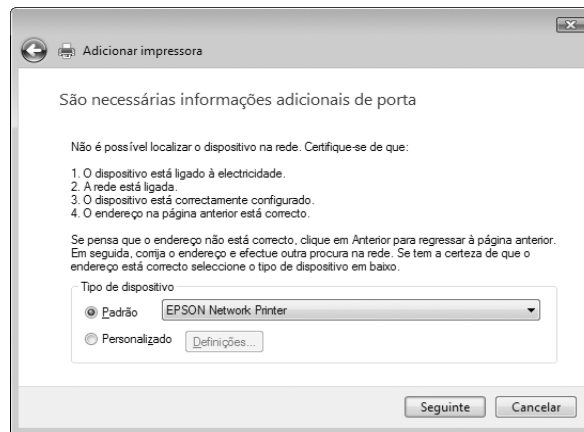 Adicionar impressora
São necessárias informações adicionais de porta
Não é possível localizar o dispositivo na rede. Certifique-se de que:
1. O dispositivo está ligado à electricidade.
2. A rede está ligada.
3. O dispositivo está correctamente configurado.
4. O endereço na página anterior está correcto.
Se pensa que o endereço não está correcto, clique em Anterior para regressar à página anterior.
Em seguida, corrija o endereço e efectue outra procura na rede. Se tem a certeza de que o
endereço está correcto seleccione o tipo de dispositivo em baixo.
Tipo de dispositivo
Padrão EPSON Network Printer
Personalizado Definições...
Seguinte Cancelar